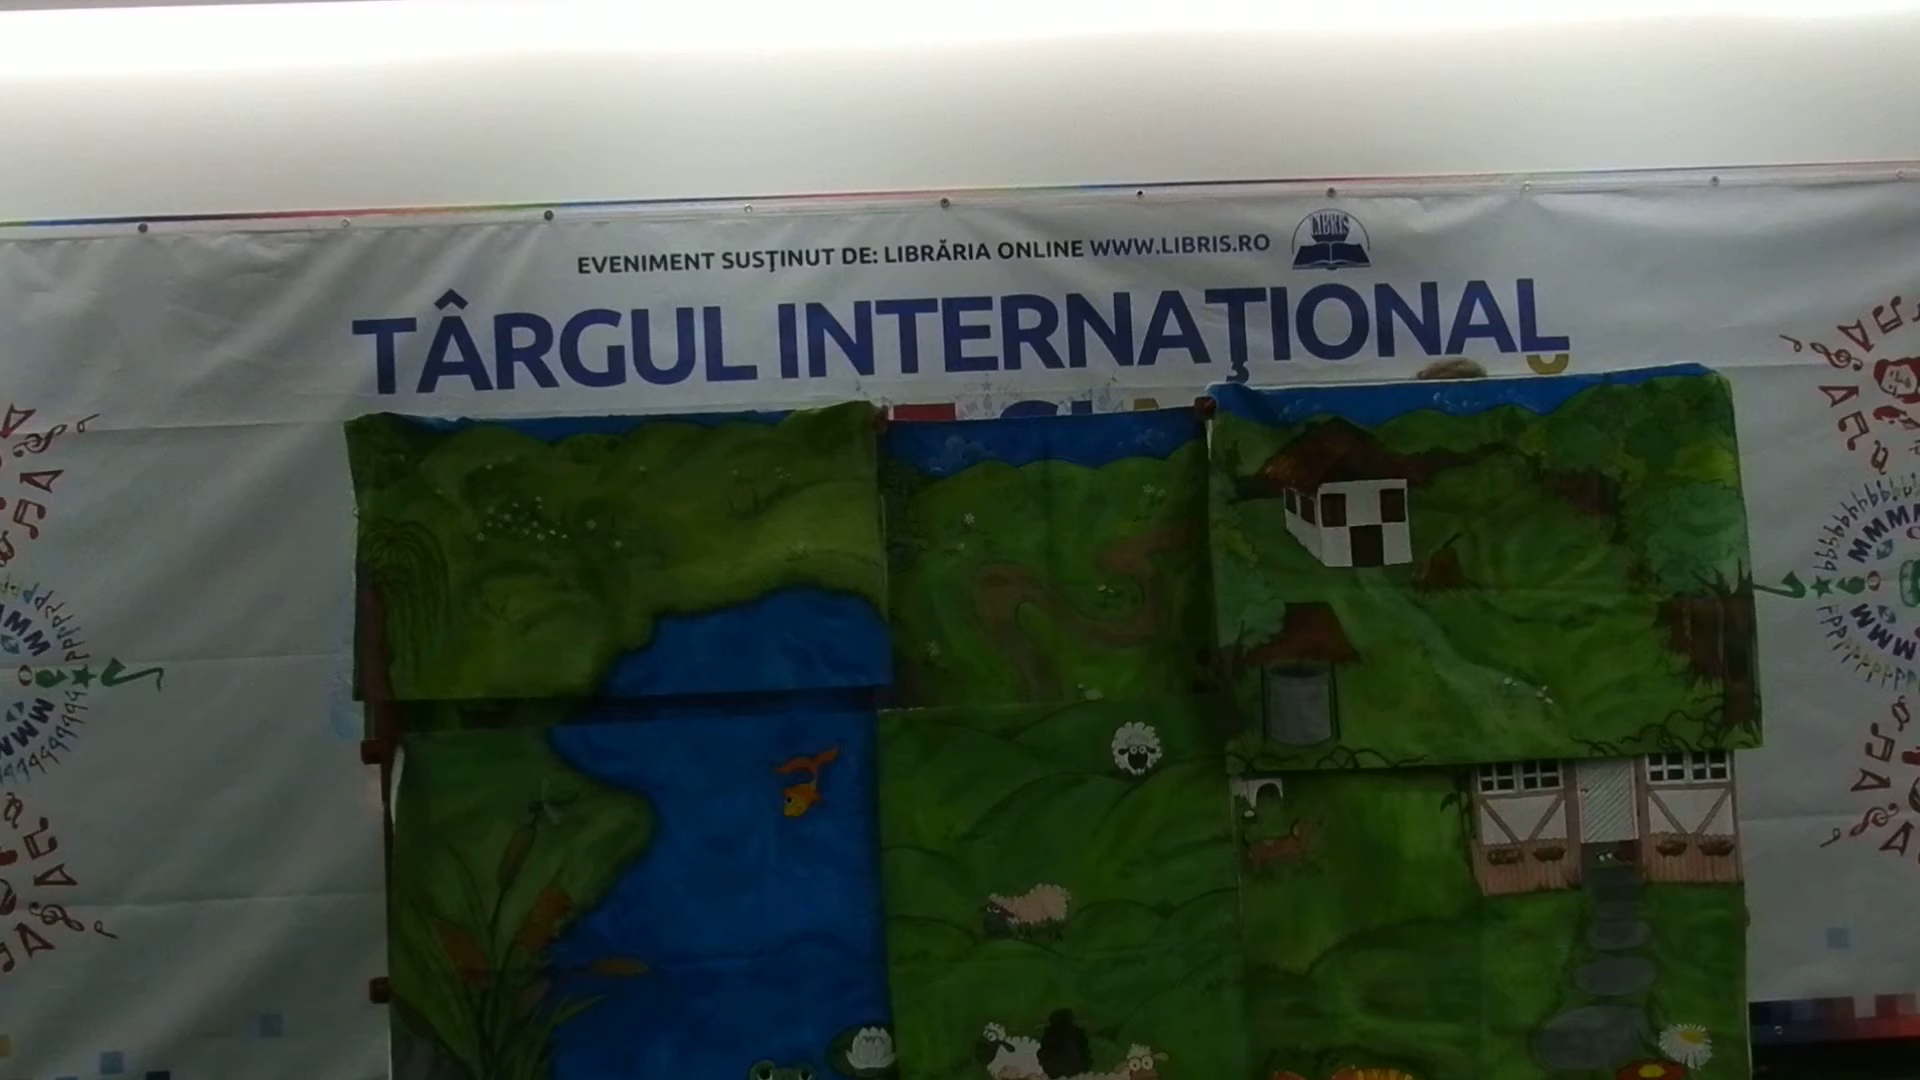 EVENIMENT SUSŢINUT DE: LIBRĂRIA ONLINE WWW.LIBRIS.RO
LIBRIS
TÂRGUL INTERNAŢIONAL